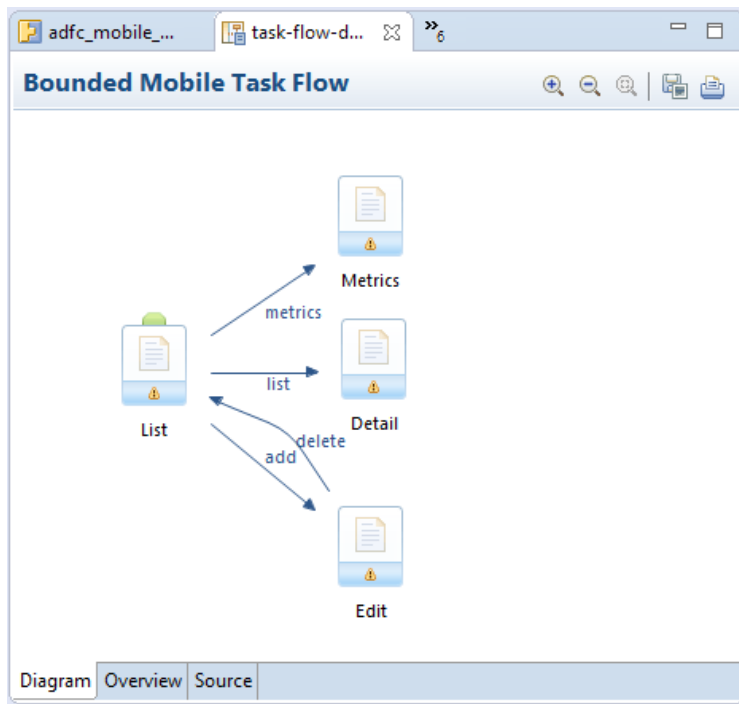 adfc_mobile_...
task-flow-d...
»6
Bounded Mobile Task Flow
Metrics
metrics
list
List
Detail
delete
add
Edit
Diagram
Overview
Source